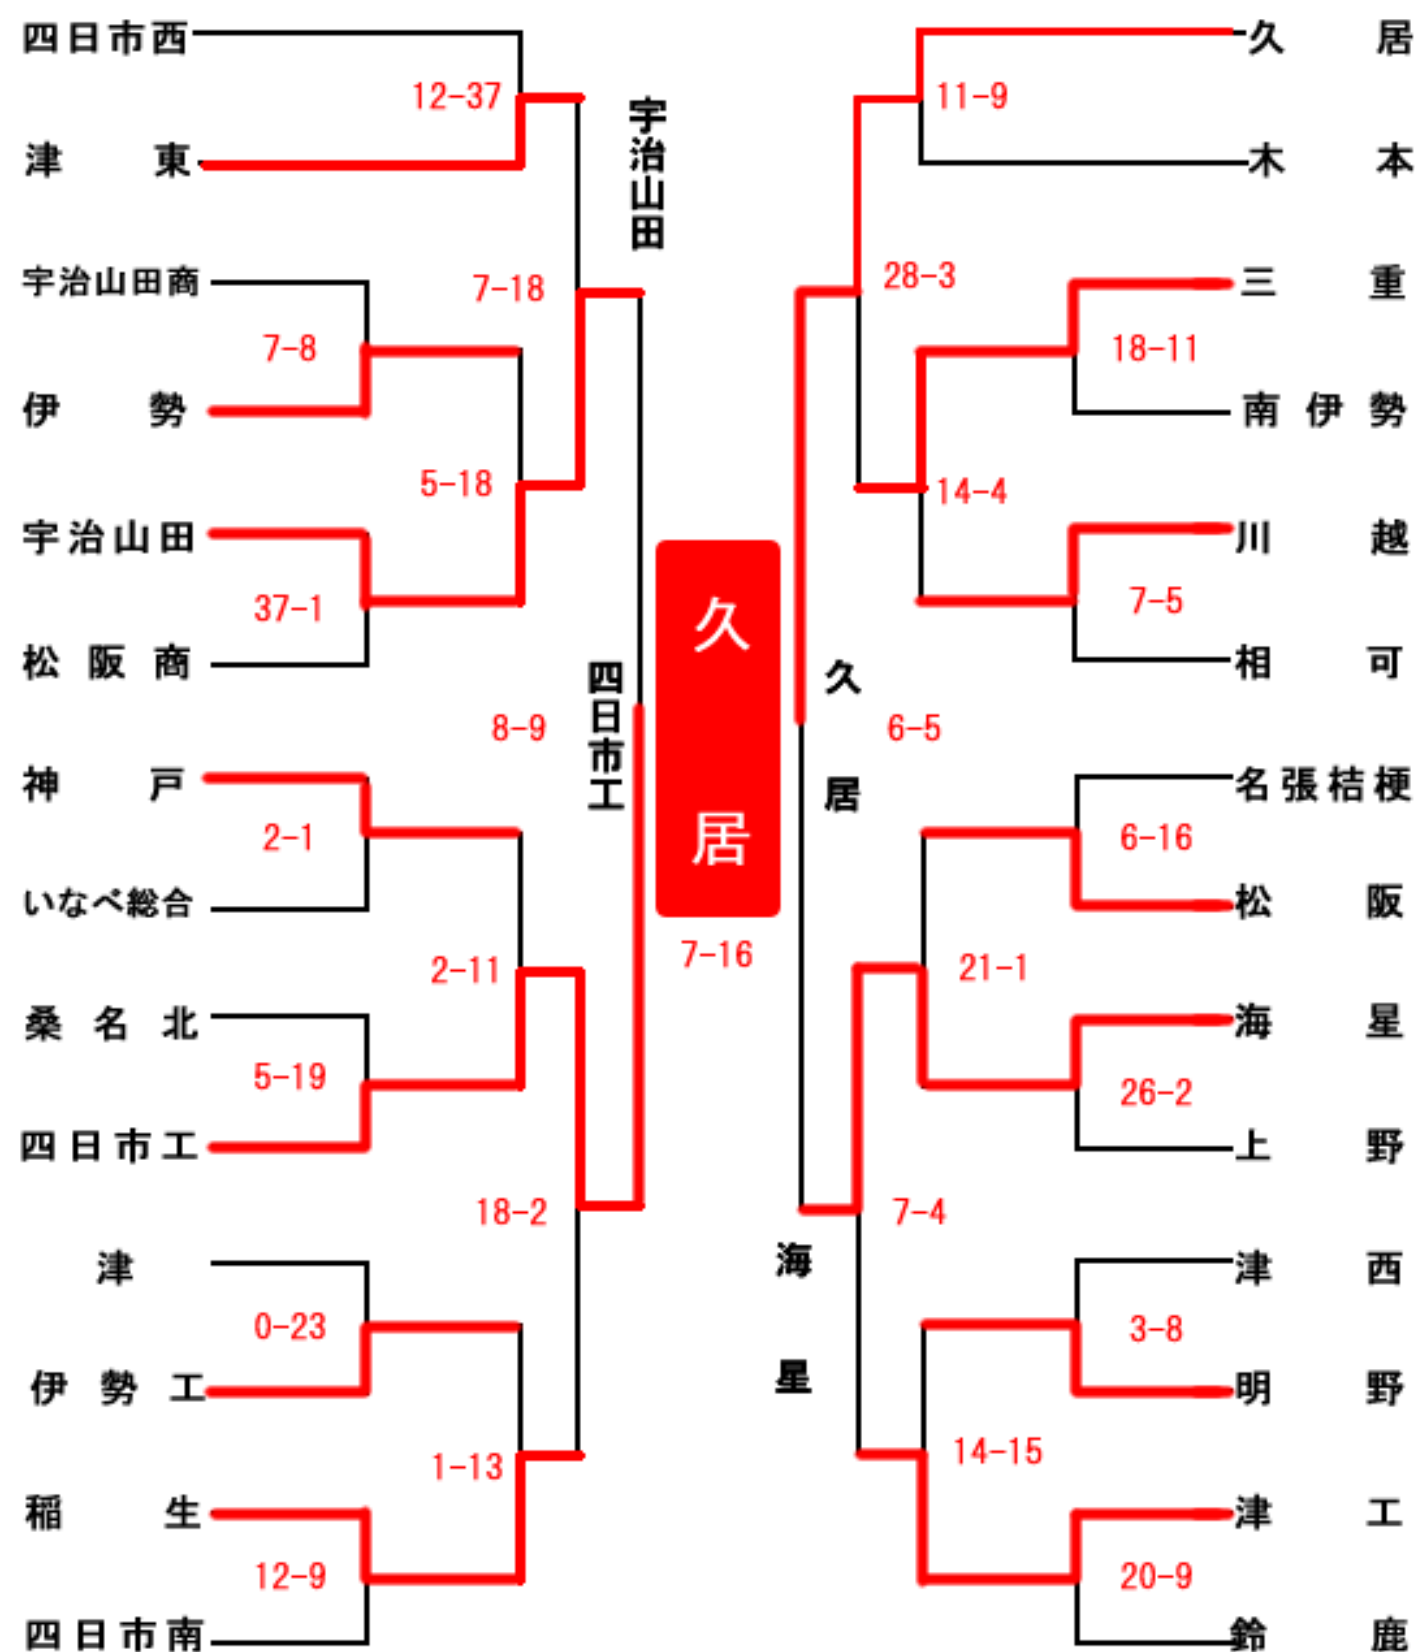 四日市西
12-37
津東
宇治山田商
7-8
伊勢
7-18
5-18
宇治山田
37-1
松阪商
8-9
神戸
2-1
いなべ総合
2-11
桑名北
5-19
四日市工
18-2
津
0-23
伊勢工
1-13
稲生
12-9
四日市南
宇治山田
四日市工
久居
7-16
久居
海星
久居
11-9
木本
28-3
三重
18-11
南伊勢
14-4
川越
7-5
相可
6-5
名張桔梗
6-16
松阪
21-1
海星
26-2
上野
7-4
津西
3-8
明野
14-15
津工
20-9
鈴鹿